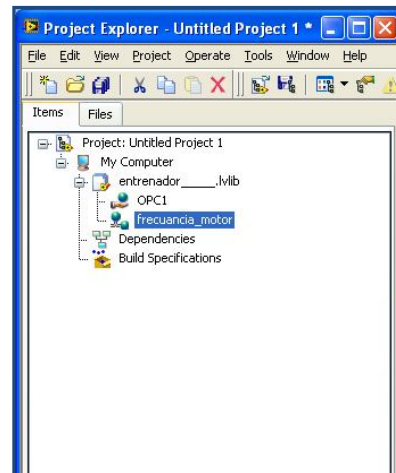 Project Explorer - Untitled Project 1 *
File Edit View Project Operate Tools Window Help
Items Files
Project: Untitled Project 1
My Computer
entrenador_____.lvlib
OPC1
frecuancia_motor
Dependencies
Build Specifications